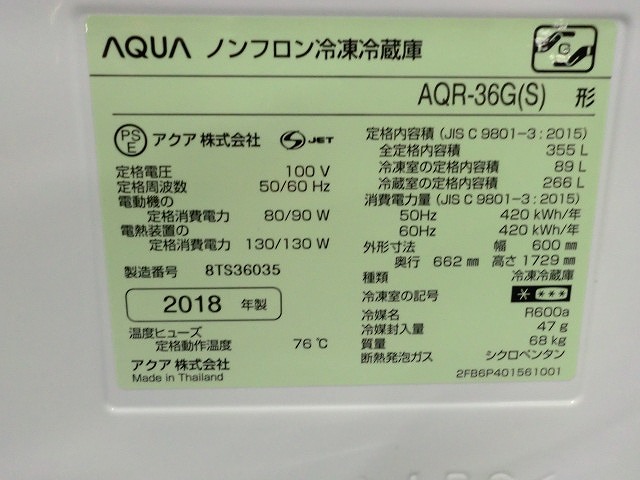 AQUA ノンフロン冷凍冷蔵庫
AQR-36G(S) 形
PS E アクア株式会社 S JET
定格電圧 100 V
定格周波数 50/60 Hz
電動機の
定格消費電力 80/90 W
電熱装置の
定格消費電力 130/130 W
製造番号 8TS36035
2018 年製
温度ヒューズ
定格動作温度 76 ℃
アクア株式会社
Made in Thailand
定格内容積 (JIS C 9801-3 : 2015)
全定格内容積 355 L
冷凍室の定格内容積 89 L
冷蔵室の定格内容積 266 L
消費電力量 (JIS C 9801-3 : 2015)
50Hz 420 kWh/年
60Hz 420 kWh/年
外形寸法 幅 600 ㎜
奥行 662 ㎜ 高さ 1729 ㎜
種類 冷凍冷蔵庫
冷凍室の記号 * ***
冷媒名 R600a
冷媒封入量 47 g
質量 68 kg
断熱発泡ガス シクロペンタン
2FB6P401561001